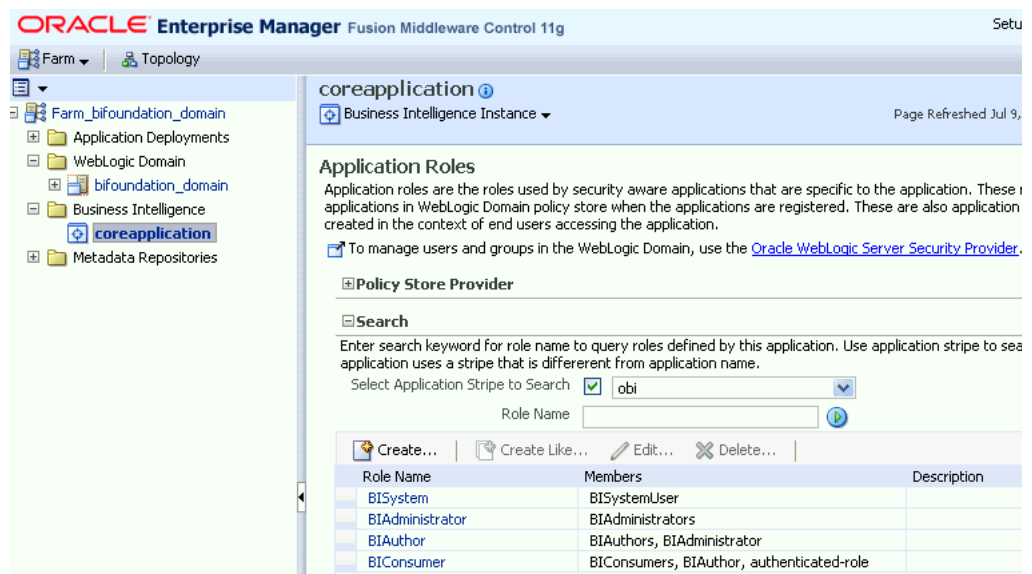 ORACLE Enterprise Manager Fusion Middleware Control 11g
Setu
Farm
Topology
Farm_bifoundation_domain
Application Deployments
WebLogic Domain
bifoundation_domain
Business Intelligence
coreapplication
Metadata Repositories
coreapplication
Business Intelligence Instance
Page Refreshed Jul 9,
Application Roles
Application roles are the roles used by security aware applications that are specific to the application. These
applications in WebLogic Domain policy store when the applications are registered. These are also application
created in the context of end users accessing the application.
To manage users and groups in the WebLogic Domain, use the Oracle WebLogic Server Security Provider.
Policy Store Provider
Search
Enter search keyword for role name to query roles defined by this application. Use application stripe to sea
application uses a stripe that is differerent from application name.
Select Application Stripe to Search obi
Role Name
Create... Create Like... Edit... Delete...
Role Name Members Description
BISystem BISystemUser
BIAdministrator BIAdministrators
BIAuthor BIAuthors, BIAdministrator
BIConsumer BIConsumers, BIAuthor, authenticated-role